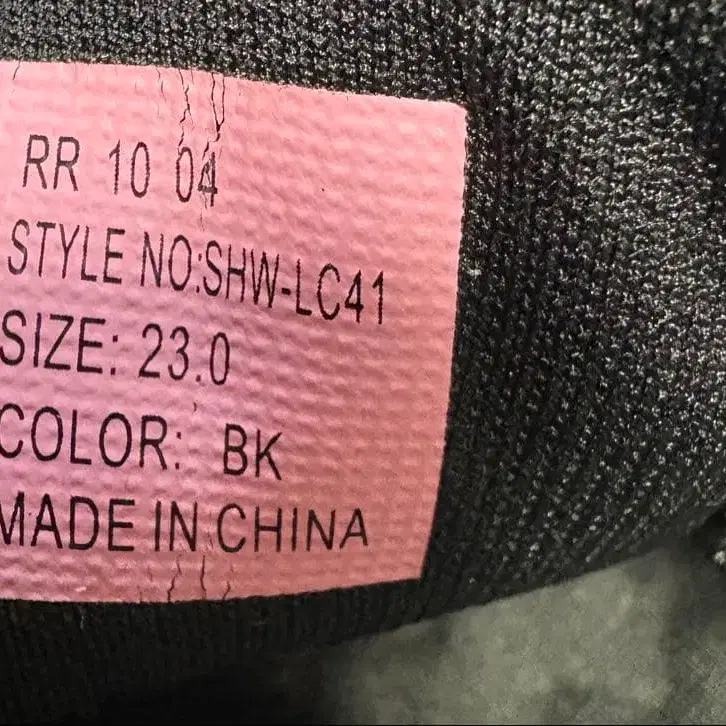 RR 10 04
STYLE NO:SHW-LC41
SIZE: 23.0
COLOR: BK
MADE IN CHINA